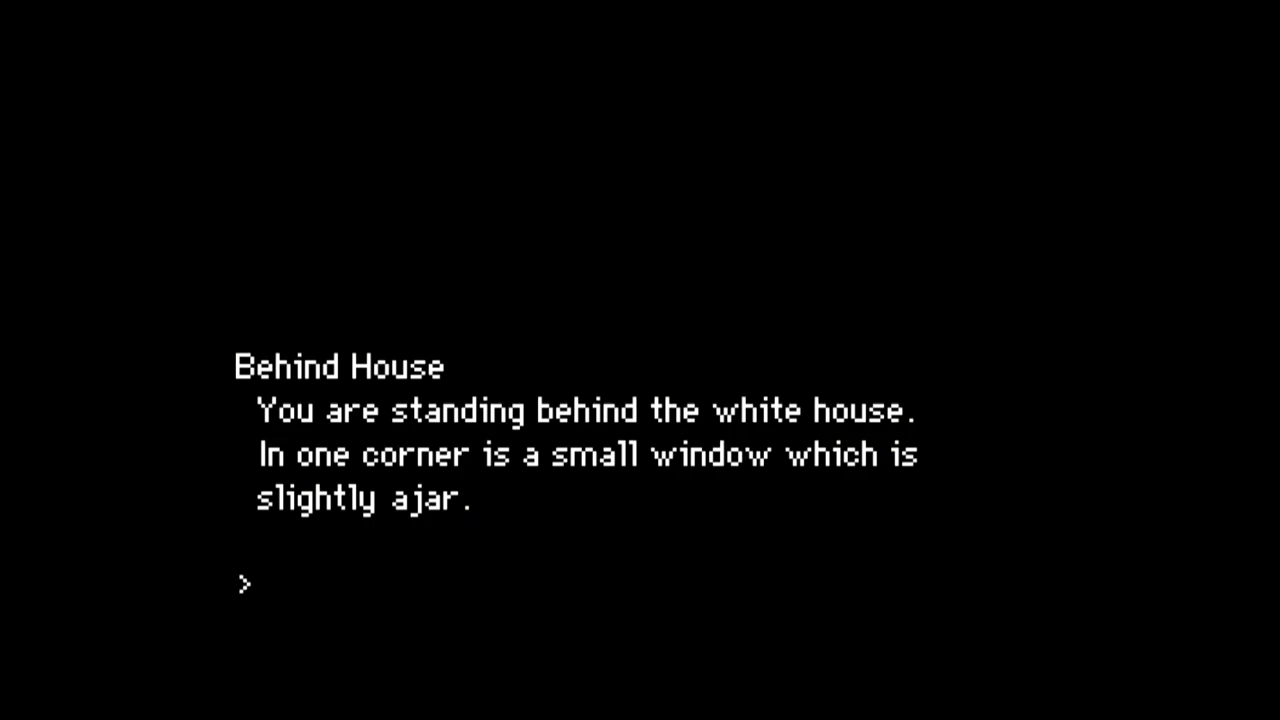 Behind House
You are standing behind the white house.
In one corner is a small window which is
slightly ajar.
>